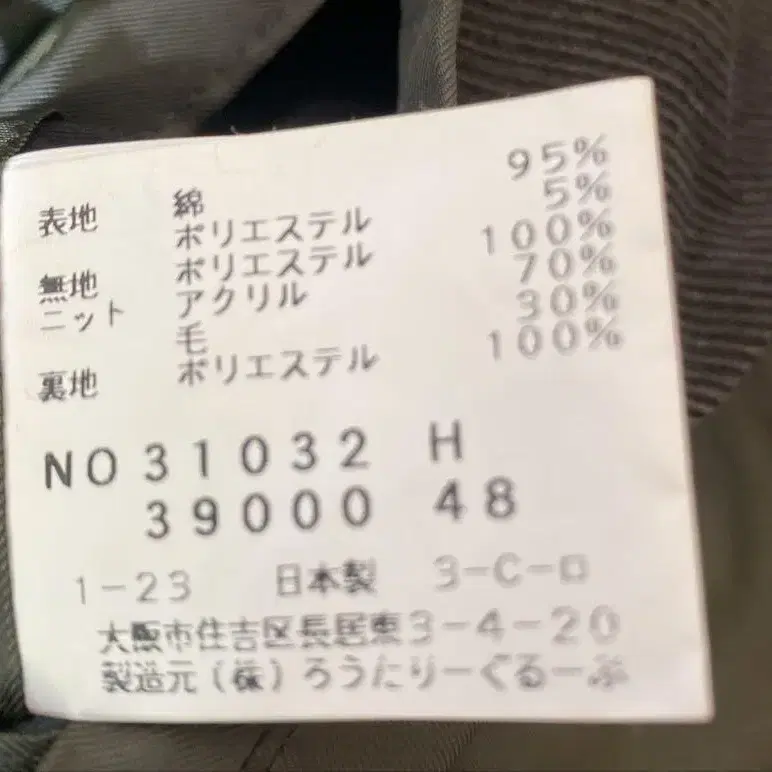 表地 綿 95%
ポリエステル 5%
無地 ポリエステル 100%
ニット アクリル 70%
毛 30%
裏地 ポリエステル 100%
NO 31032 H
39000 48
1-23 日本製 3-C-ロ
大阪市住吉区長居東3-4-20
製造元(株)ろうたりーぐるーぷ